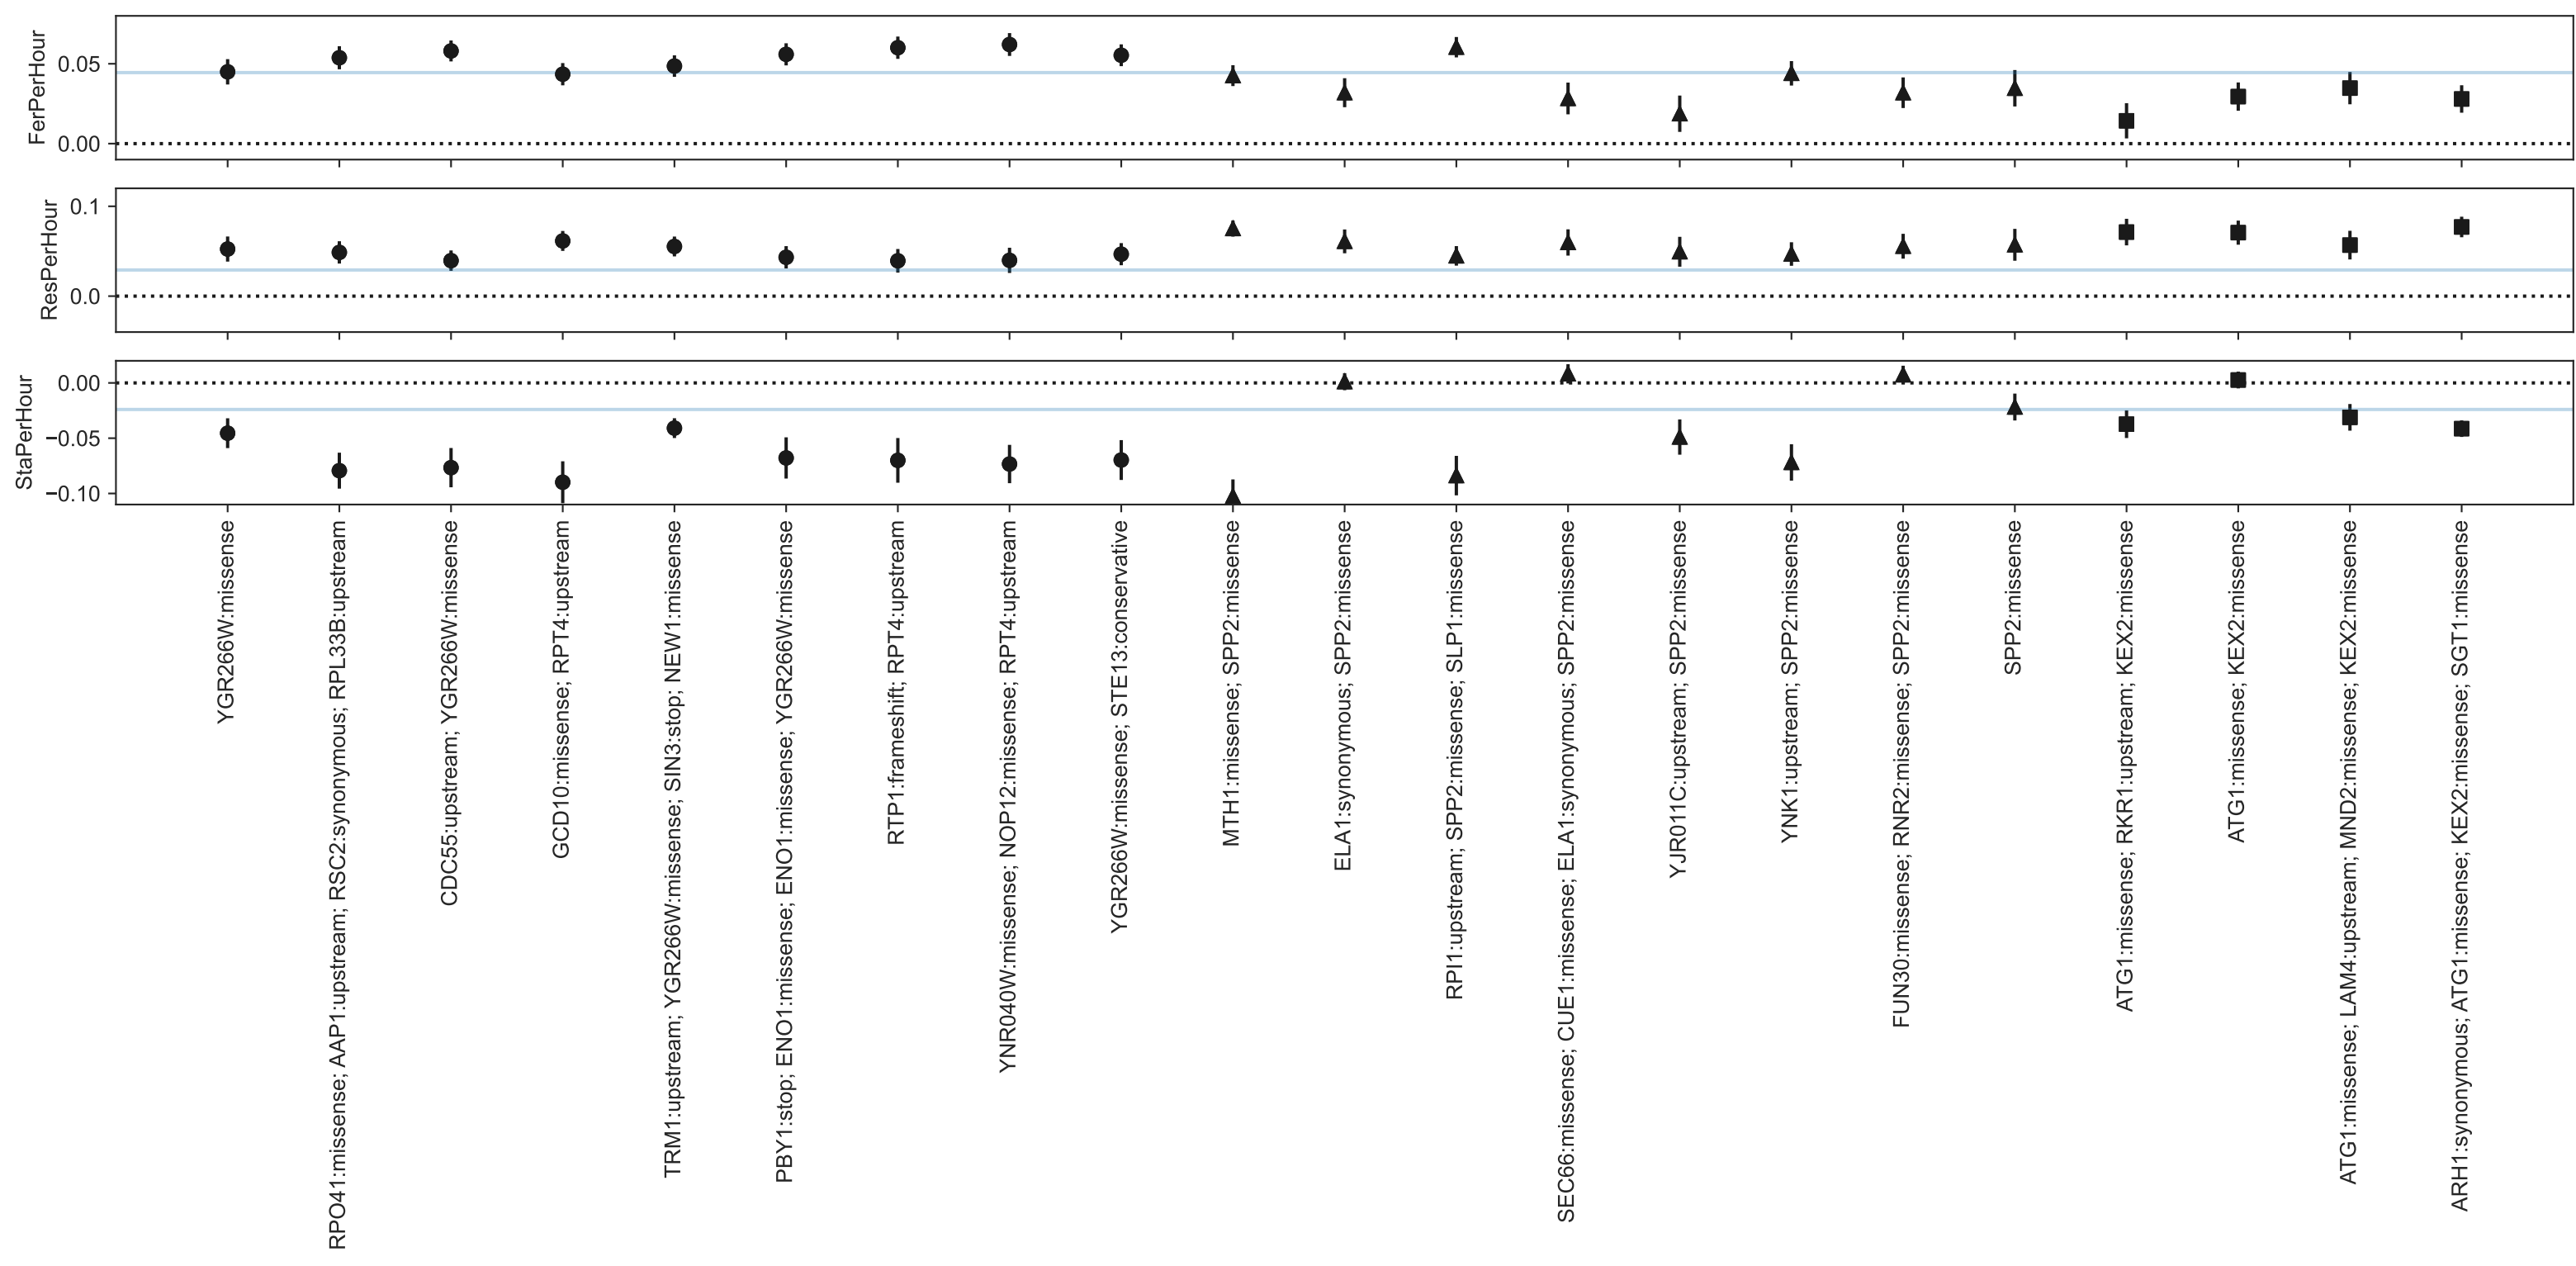 FerPerHour
0.05
0.00
ResPerHour
0.1
0.0
StaPerHour
0.00
−0.05
−0.10
YGR266W:missense
RPO41:missense; AAP1:upstream; RSC2:synonymous; RPL33B:upstream
CDC55:upstream; YGR266W:missense
GCD10:missense; RPT4:upstream
TRM1:upstream; YGR266W:missense; SIN3:stop; NEW1:missense
PBY1:stop; ENO1:missense; ENO1:missense; YGR266W:missense
RTP1:frameshift; RPT4:upstream
YNR040W:missense; NOP12:missense; RPT4:upstream
YGR266W:missense; STE13:conservative
MTH1:missense; SPP2:missense
ELA1:synonymous; SPP2:missense
RPI1:upstream; SPP2:missense; SLP1:missense
SEC66:missense; CUE1:missense; ELA1:synonymous; SPP2:missense
YJR011C:upstream; SPP2:missense
YNK1:upstream; SPP2:missense
FUN30:missense; RNR2:missense; SPP2:missense
SPP2:missense
ATG1:missense; RKR1:upstream; KEX2:missense
ATG1:missense; KEX2:missense
ATG1:missense; LAM4:upstream; MND2:missense; KEX2:missense
ARH1:synonymous; ATG1:missense; KEX2:missense; SGT1:missense